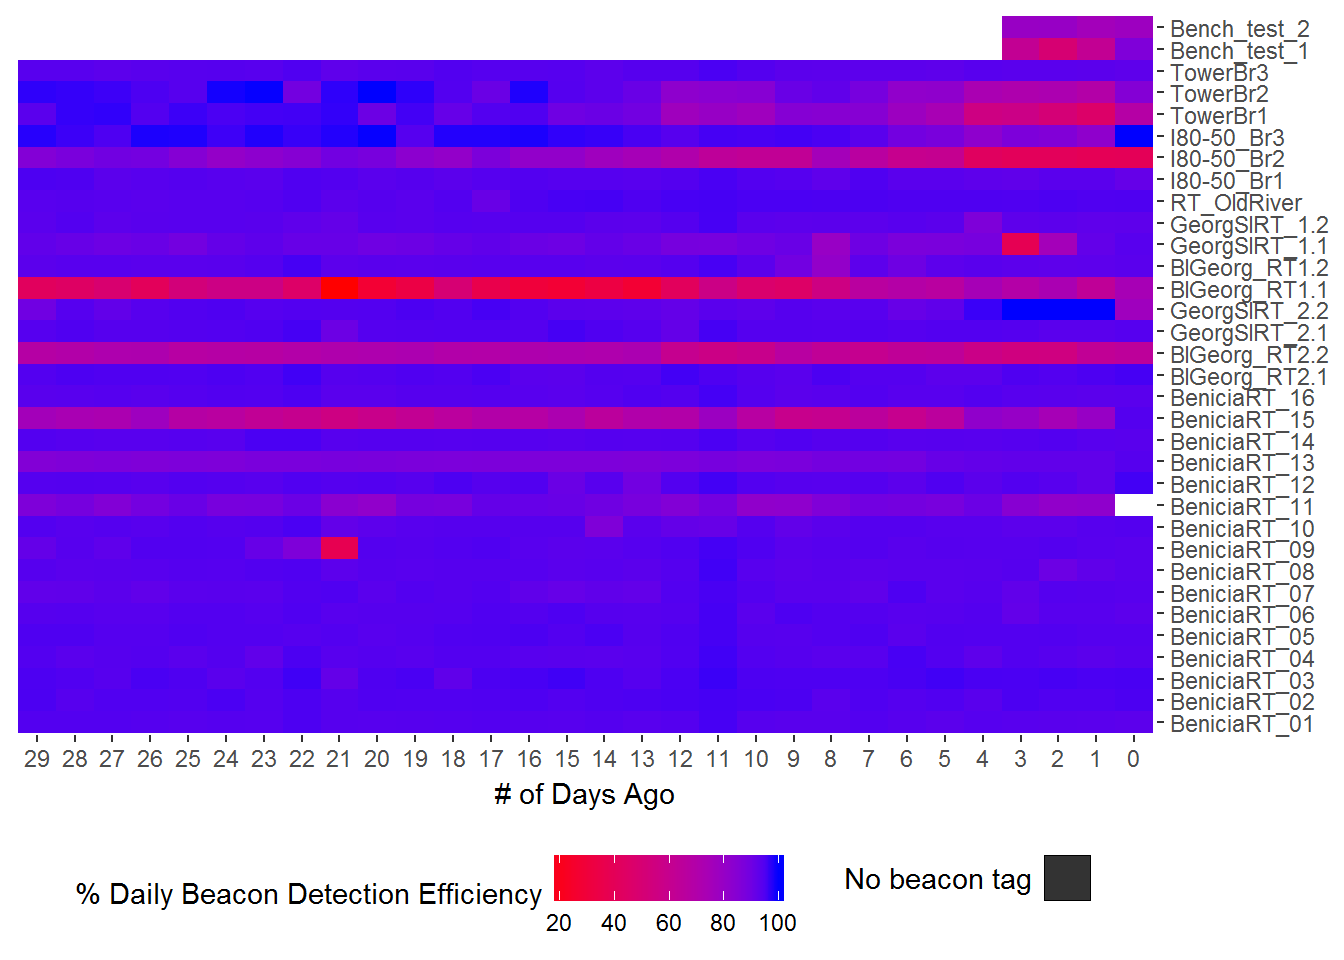 Bench_test_2
Bench_test_1
TowerBr3
TowerBr2
TowerBr1
I80-50_Br3
I80-50_Br2
I80-50_Br1
RT_OldRiver
GeorgSlRT_1.2
GeorgSlRT_1.1
BlGeorg_RT1.2
BlGeorg_RT1.1
GeorgSlRT_2.2
GeorgSlRT_2.1
BlGeorg_RT2.2
BlGeorg_RT2.1
BeniciaRT_16
BeniciaRT_15
BeniciaRT_14
BeniciaRT_13
BeniciaRT_12
BeniciaRT_11
BeniciaRT_10
BeniciaRT_09
BeniciaRT_08
BeniciaRT_07
BeniciaRT_06
BeniciaRT_05
BeniciaRT_04
BeniciaRT_03
BeniciaRT_02
BeniciaRT_01
29 28 27 26 25 24 23 22 21 20 19 18 17 16 15 14 13 12 11 10 9 8 7 6 5 4 3 2 1 0
# of Days Ago
% Daily Beacon Detection Efficiency
20 40 60 80 100
No beacon tag